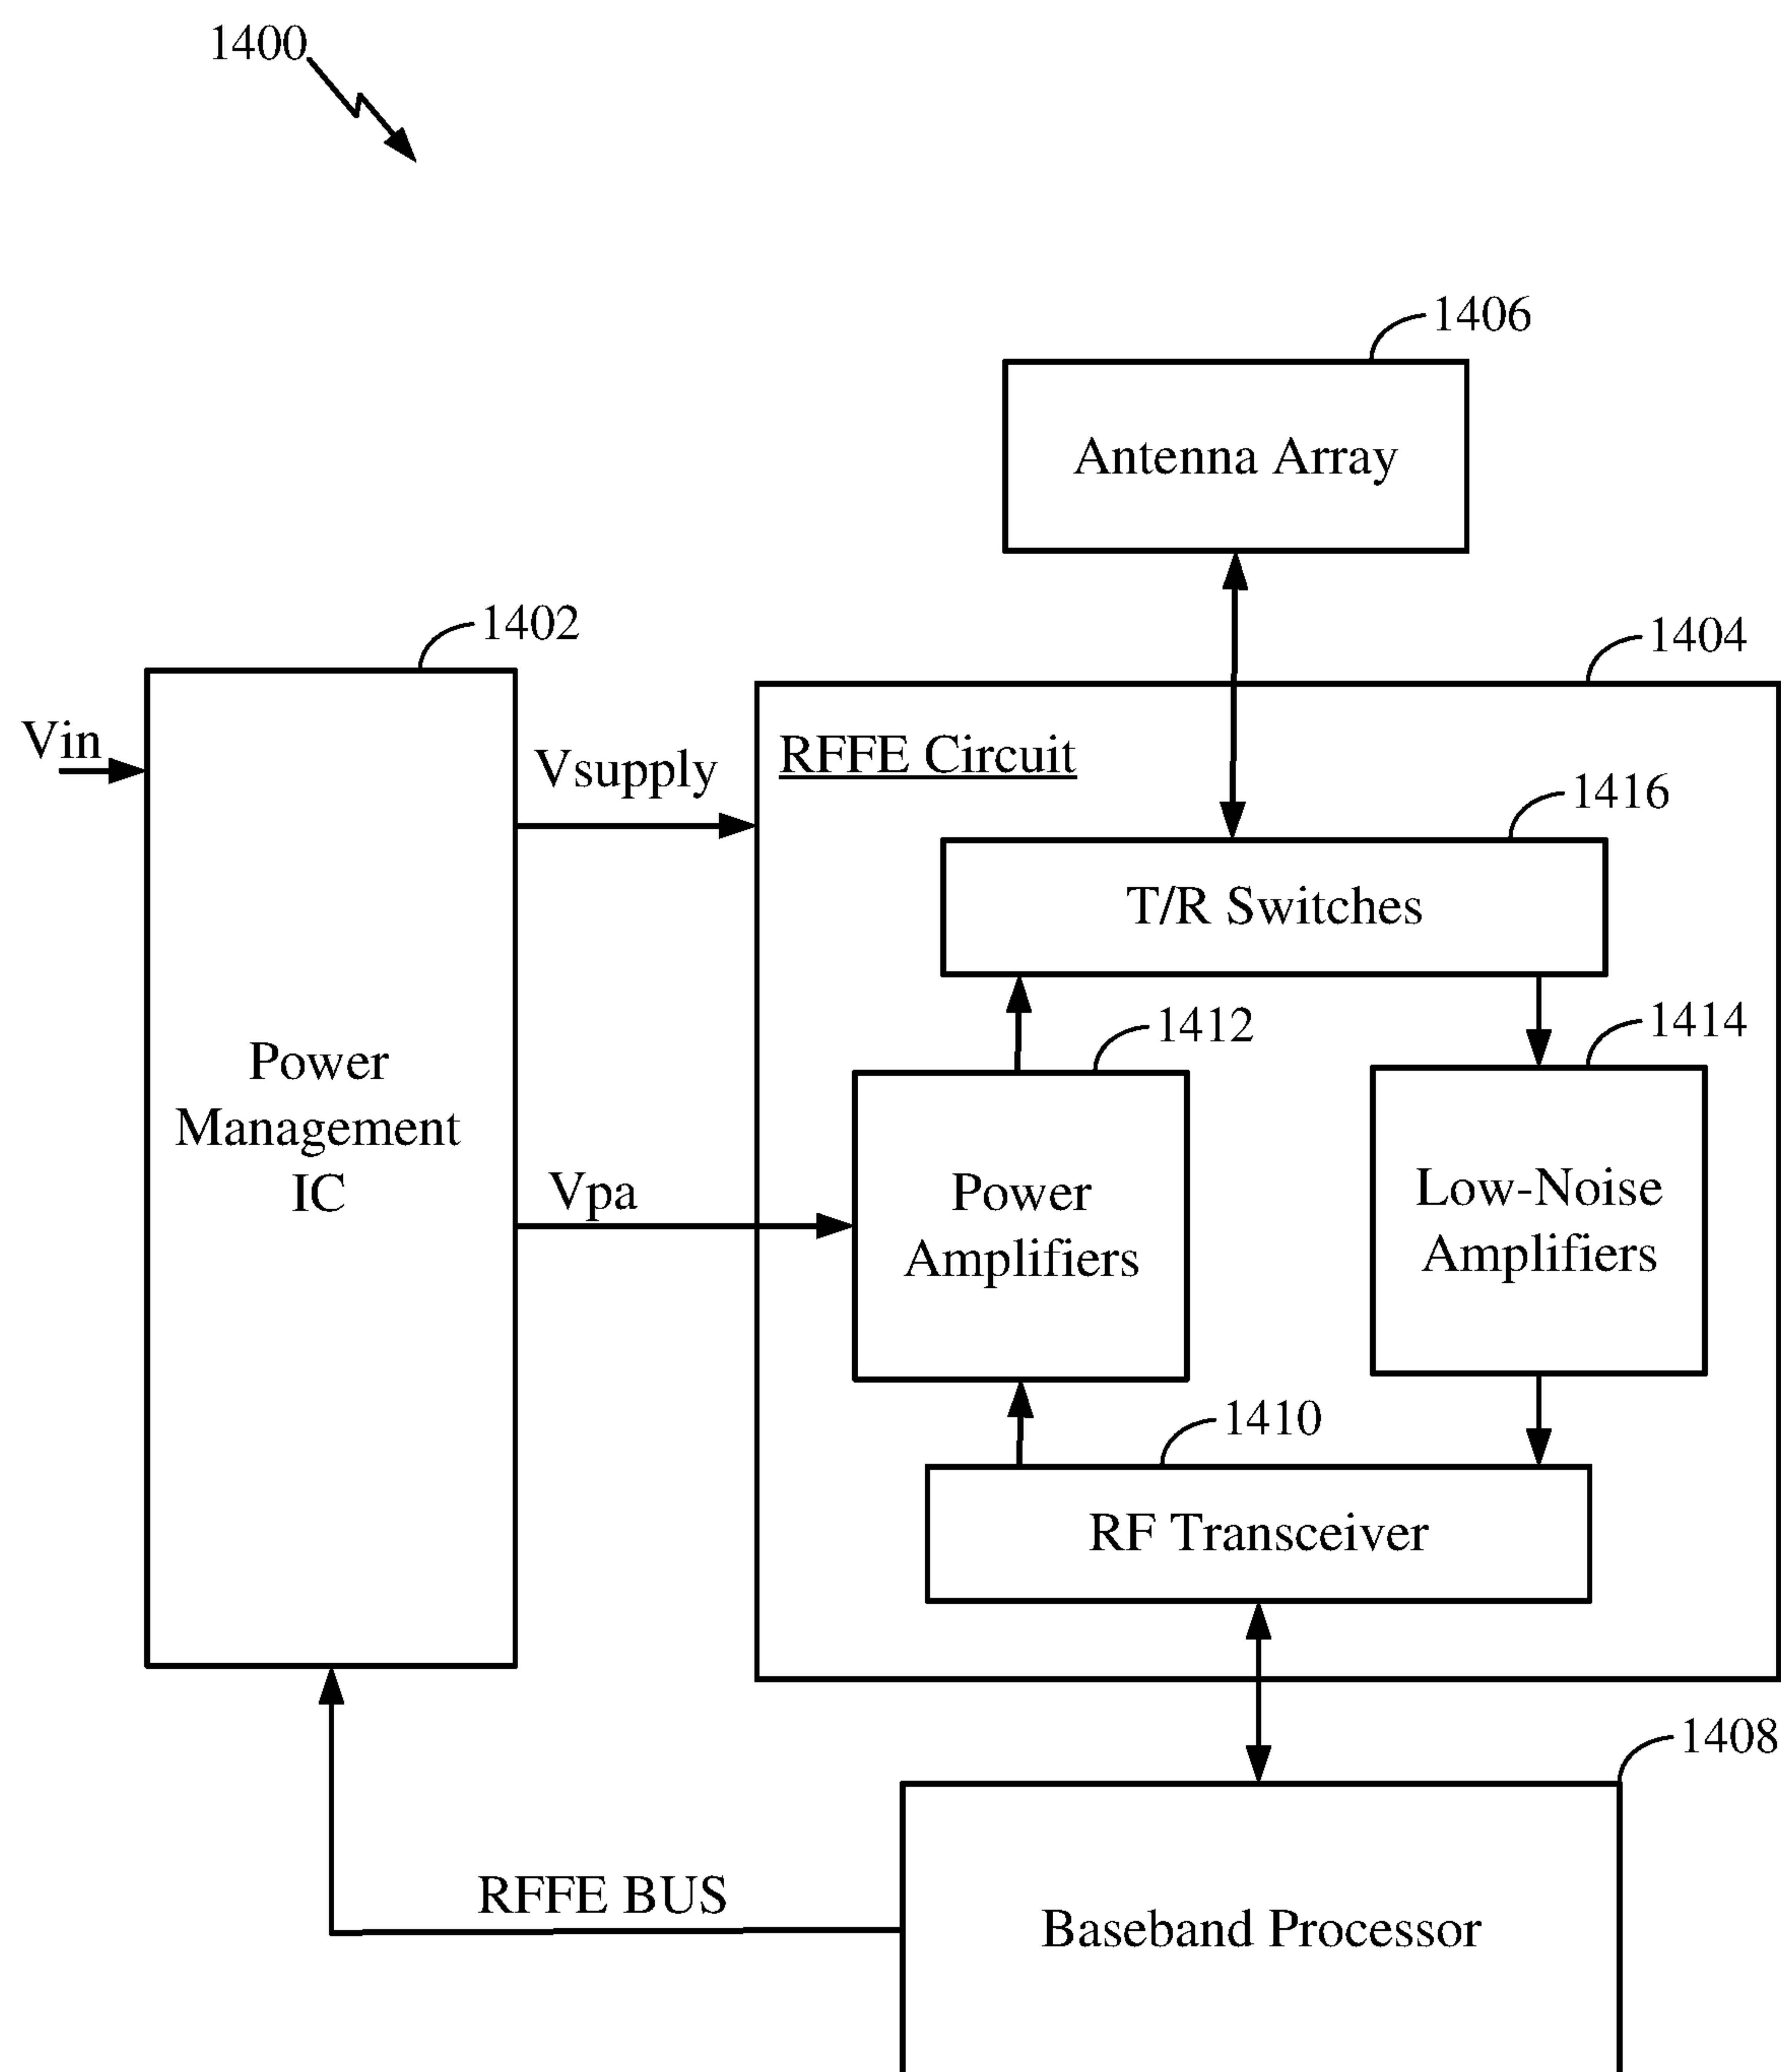 1400
1406
Antenna Array
1402
1404
Vin
Vsupply
RFFE Circuit
1416
T/R Switches
1412
1414
Power
Management
IC
Vpa
Power
Amplifiers
Low-Noise
Amplifiers
1410
RF Transceiver
1408
RFFE BUS
Baseband Processor